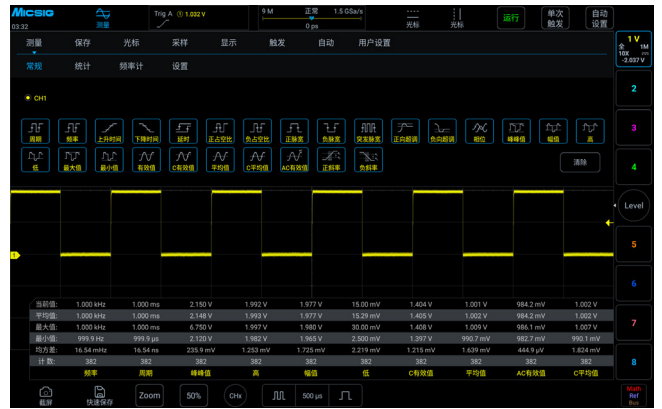 Micsig 测量 Trig A ① 1.032 V 9 M 正常 1.5 GSa/s 0 ps 光标 光标 运行 单次触发 自动设置
03:32
测量 保存 光标 采样 显示 触发 自动 用户设置
常规 统计 频率计 设置
1 V
全 1M
10X
-2.037 V
CH1
周期 频率 上升时间 下降时间 延时 正占空比 负占空比 正脉宽 负脉宽 突发脉宽 正向超调 负向超调 相位 峰峰值 幅值 高
低 最大值 最小值 有效值 C有效值 平均值 C平均值 AC有效值 正斜率 负斜率 清除
2
3
4
Level
5
6
7
8
1
当前值: 1.000 kHz 1.000 ms 2.150 V 1.992 V 1.977 V 15.00 mV 1.404 V 1.001 V 984.2 mV 1.002 V
平均值: 1.000 kHz 1.000 ms 2.148 V 1.993 V 1.977 V 15.29 mV 1.405 V 1.002 V 984.2 mV 1.002 V
最大值: 1.000 kHz 1.000 ms 6.750 V 1.997 V 1.980 V 30.00 mV 1.408 V 1.009 V 986.1 mV 1.007 V
最小值: 999.9 Hz 999.9 μs 2.120 V 1.982 V 1.965 V 2.500 mV 1.397 V 990.7 mV 982.7 mV 990.1 mV
均方差: 16.54 mHz 16.54 ns 235.9 mV 1.253 mV 1.725 mV 2.219 mV 1.215 mV 1.639 mV 444.9 μV 1.824 mV
计 数: 382 382 382 382 382 382 382 382 382 382
频率 周期 峰峰值 高 幅值 低 C有效值 平均值 AC有效值 C平均值
截屏 快速保存 Zoom 50% CHx 500 μs
Math
Ref
Bus